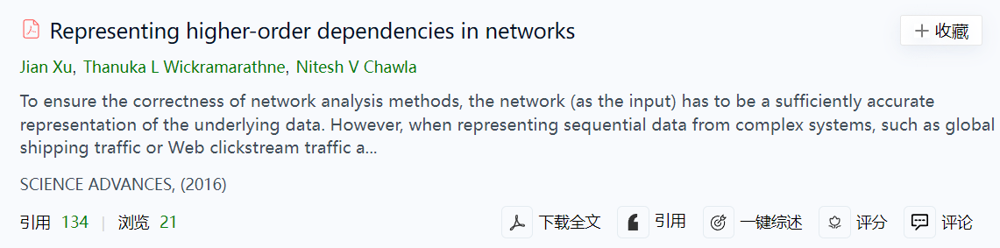 Representing higher-order dependencies in networks
收藏
Jian Xu, Thanuka L Wickramarathne, Nitesh V Chawla
To ensure the correctness of network analysis methods, the network (as the input) has to be a sufficiently accurate
representation of the underlying data. However, when representing sequential data from complex systems, such as global
shipping traffic or Web clickstream traffic a...
SCIENCE ADVANCES, (2016)
引用 134 | 浏览 21 下载全文 引用 一键综述 评分 评论